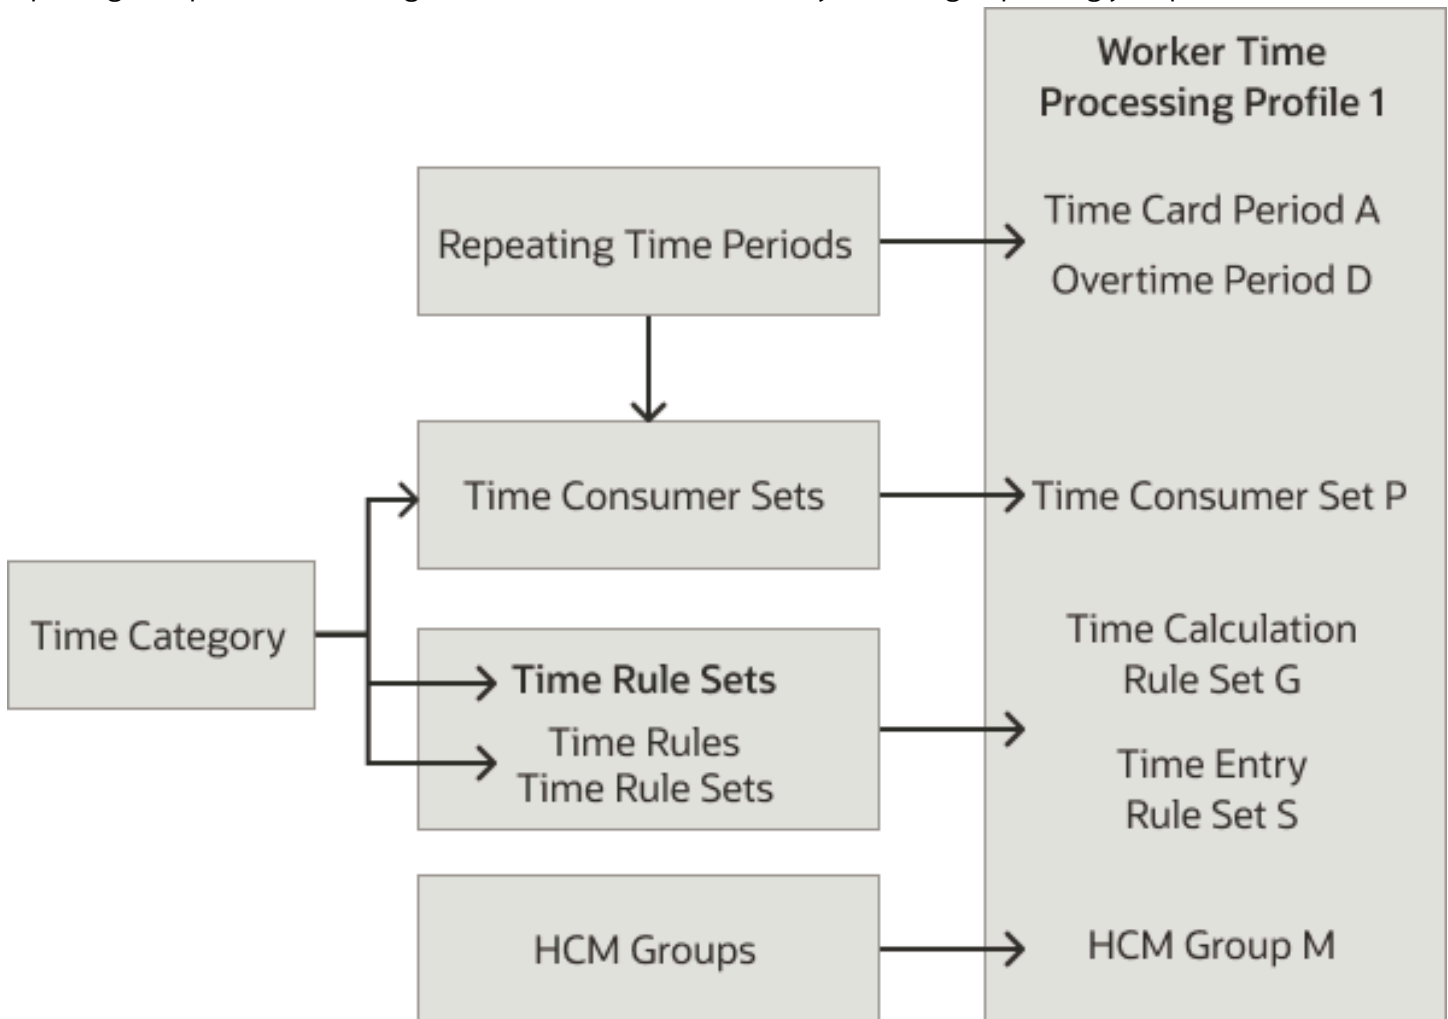 Worker Time
Processing Profile 1
Repeating Time Periods
Time Card Period A
Overtime Period D
Time Consumer Sets
Time Consumer Set P
Time Category
Time Rule Sets
Time Rules
Time Rule Sets
Time Calculation
Rule Set G
Time Entry
Rule Set S
HCM Groups
HCM Group M